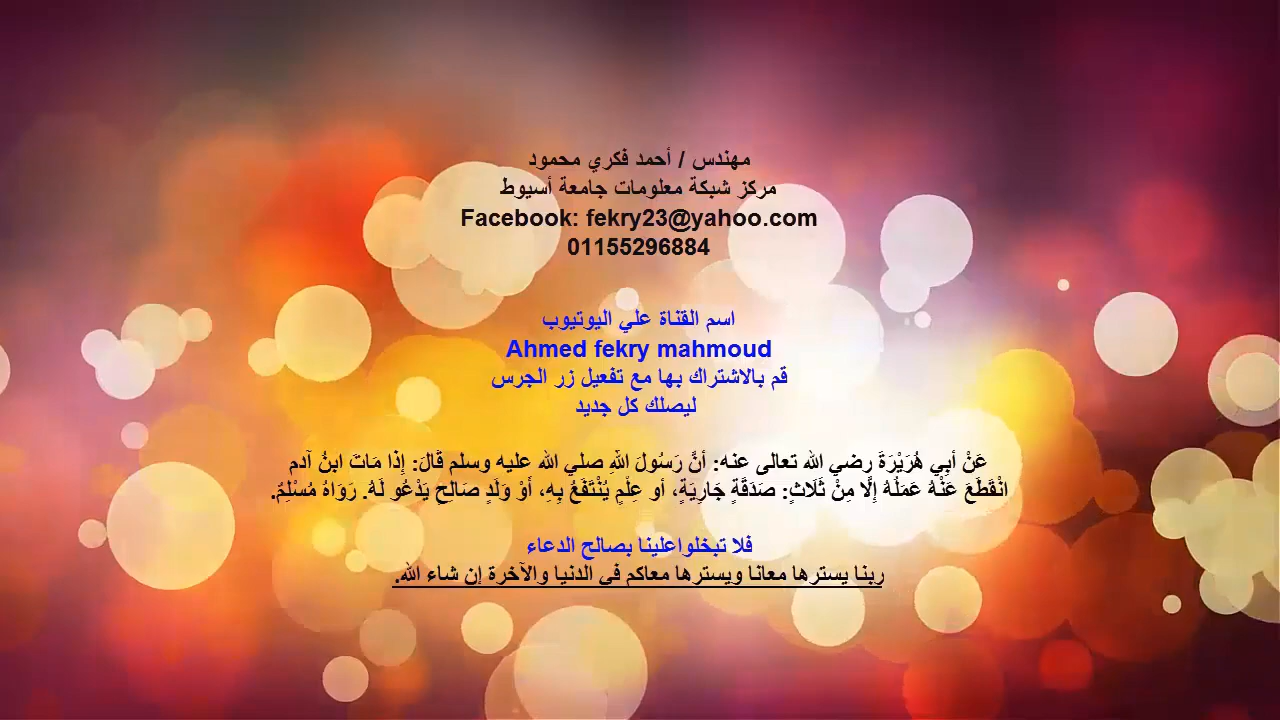 مهندس / أحمد فكري محمود
مركز شبكة معلومات جامعة أسيوط
Facebook: fekry23@yahoo.com
01155296884
اسم القناة علي اليوتيوب
Ahmed fekry mahmoud
قم بالاشتراك بها مع تفعيل زر الجرس
ليصلك كل جديد
عَنْ أَبِي هُرَيْرَةَ رضي الله تعالى عنه: أَنَّ رَسُولَ اللهِ صلي الله عليه وسلم قَالَ: إِذَا مَاتَ ابنُ آدم
انْقَطَعَ عَنْهُ عَمَلُهُ إِلَّا مِنْ ثَلَاثٍ: صَدَقَةٍ جَارِيَةٍ، أو عِلْمٍ يُنْتَفَعُ بِهِ، أَوْ وَلَدٍ صَالِحٍ يَدْعُو لَهُ. رَوَاهُ مُسْلِمٌ.
فلا تبخلواعلينا بصالح الدعاء
ربنا يسترها معانا ويسترها معاكم في الدنيا والآخرة إن شاء الله.